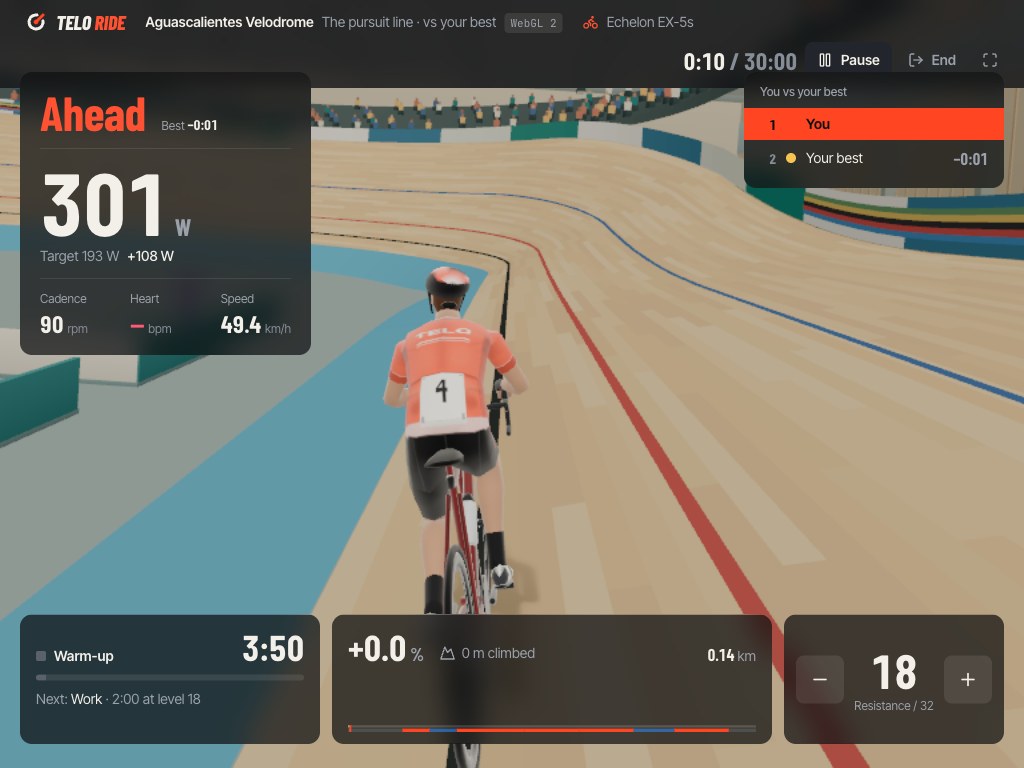 TELO RIDE Aguascalientes Velodrome The pursuit line · vs your best WebGL 2 Echelon EX-5s
0:10 / 30:00 Pause End
Ahead Best −0:01
301 W
Target 193 W +108 W
Cadence Heart Speed
90 rpm — bpm 49.4 km/h
You vs your best
1 You
2 Your best −0:01
TELO
4
Warm-up 3:50
Next: Work · 2:00 at level 18
+0.0 % 0 m climbed 0.14 km
− 18 +
Resistance / 32